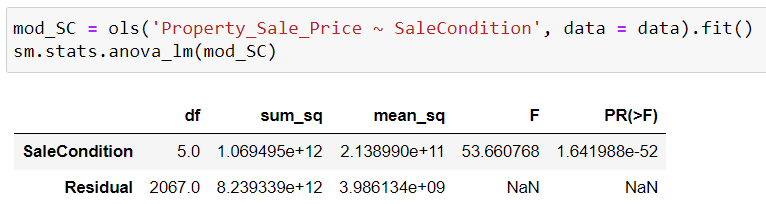 mod_SC = ols('Property_Sale_Price ~ SaleCondition', data = data).fit()
sm.stats.anova_lm(mod_SC)
df sum_sq mean_sq F PR(>F)
SaleCondition 5.0 1.069495e+12 2.138990e+11 53.660768 1.641988e-52
Residual 2067.0 8.239339e+12 3.986134e+09 NaN NaN